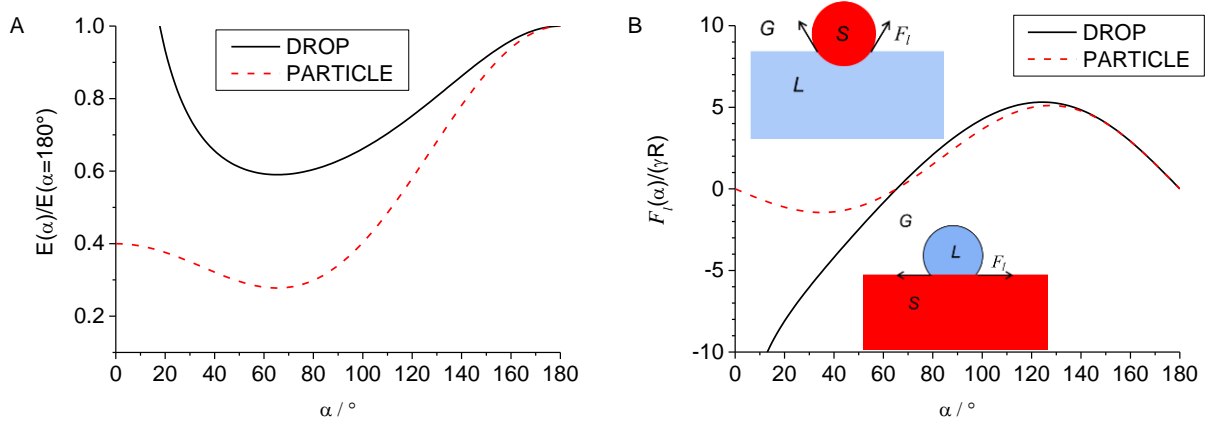 A
E(α)/E(α=180°)
1.0
0.8
0.6
0.4
0.2
DROP
PARTICLE
0 20 40 60 80 100 120 140 160 180
α / °
B
F_l(α)/(γR)
10
5
0
-5
-10
G
S
F_l
L
DROP
PARTICLE
G
L
F_l
S
0 20 40 60 80 100 120 140 160 180
α / °